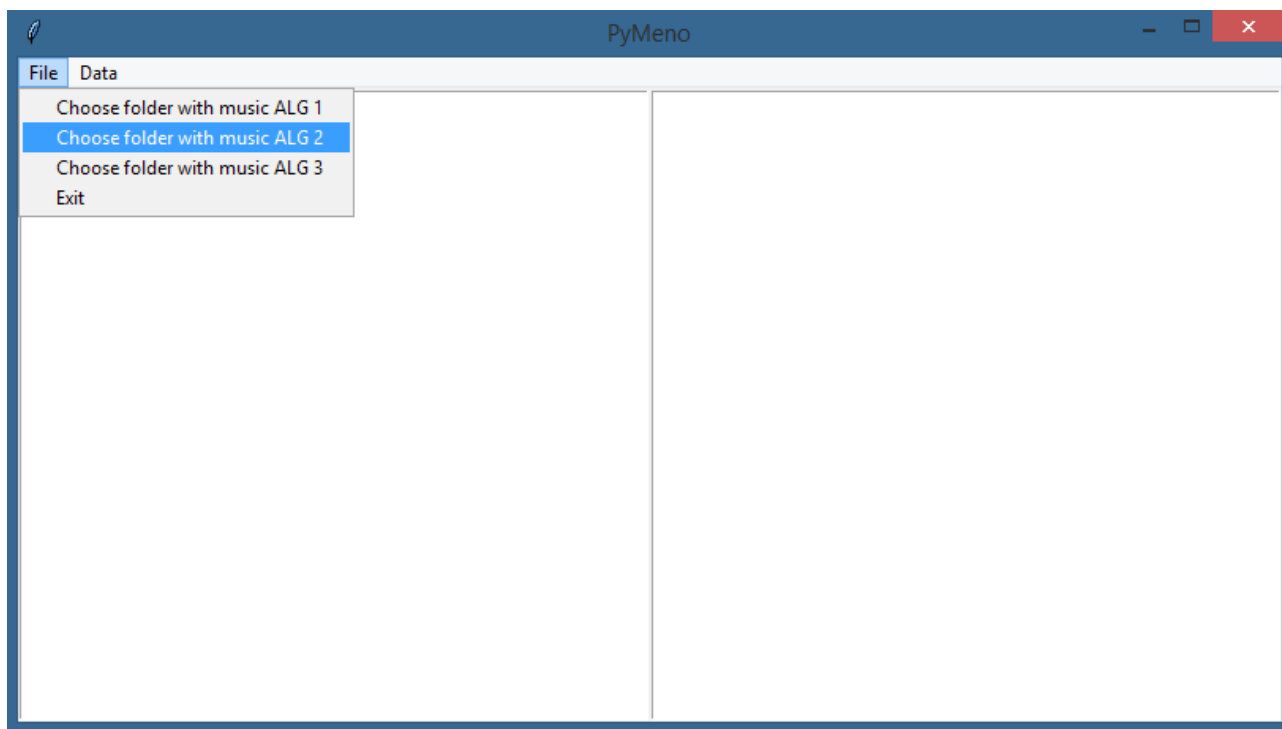 PyMeno
File Data
Choose folder with music ALG 1
Choose folder with music ALG 2
Choose folder with music ALG 3
Exit